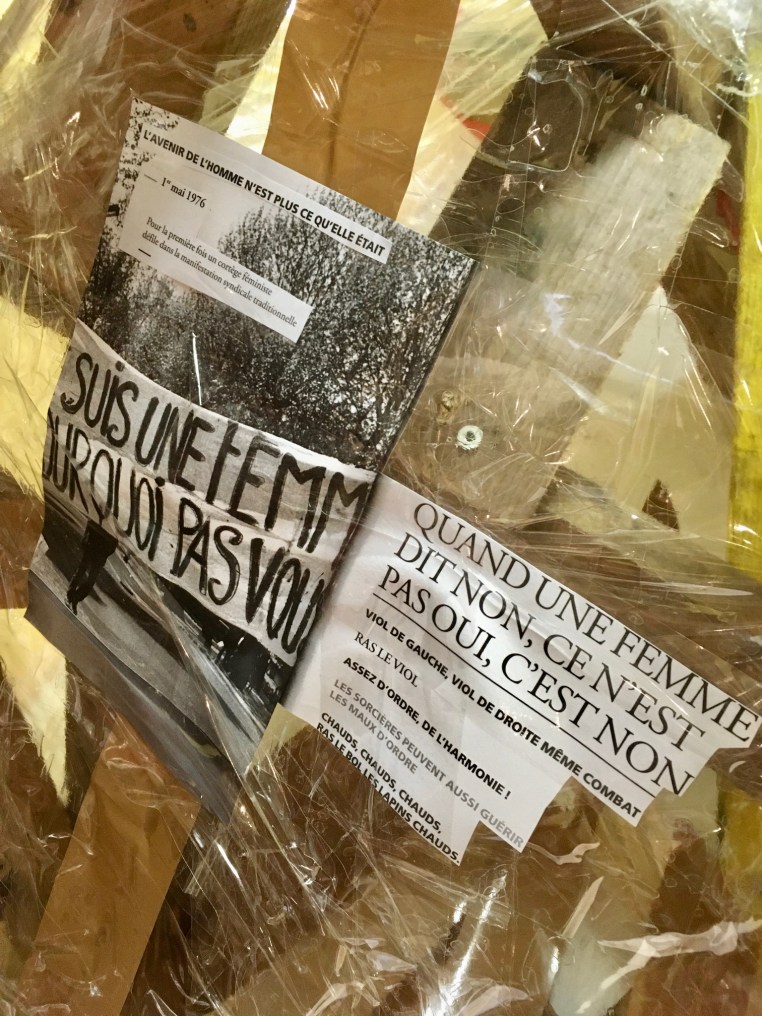 L'AVENIR DE L'HOMME N'EST PLUS CE QU'ELLE ÉTAIT
— 1er mai 1976
Pour la première fois un cortège féministe
défile dans la manifestation syndicale traditionnelle
—
SUIS UNE FEMM
OURQUOI PAS VOUS
QUAND UNE FEMME
DIT NON, CE N'EST
PAS OUI, C'EST NON
VIOL DE GAUCHE, VIOL DE DROITE MÊME COMBAT
RAS LE VIOL
ASSEZ D'ORDRE, DE L'HARMONIE !
LES SORCIÈRES PEUVENT AUSSI GUÉRIR
LES MAUX D'ORDRE
CHAUDS, CHAUDS, CHAUDS,
RAS LE BOL LES LAPINS CHAUDS.